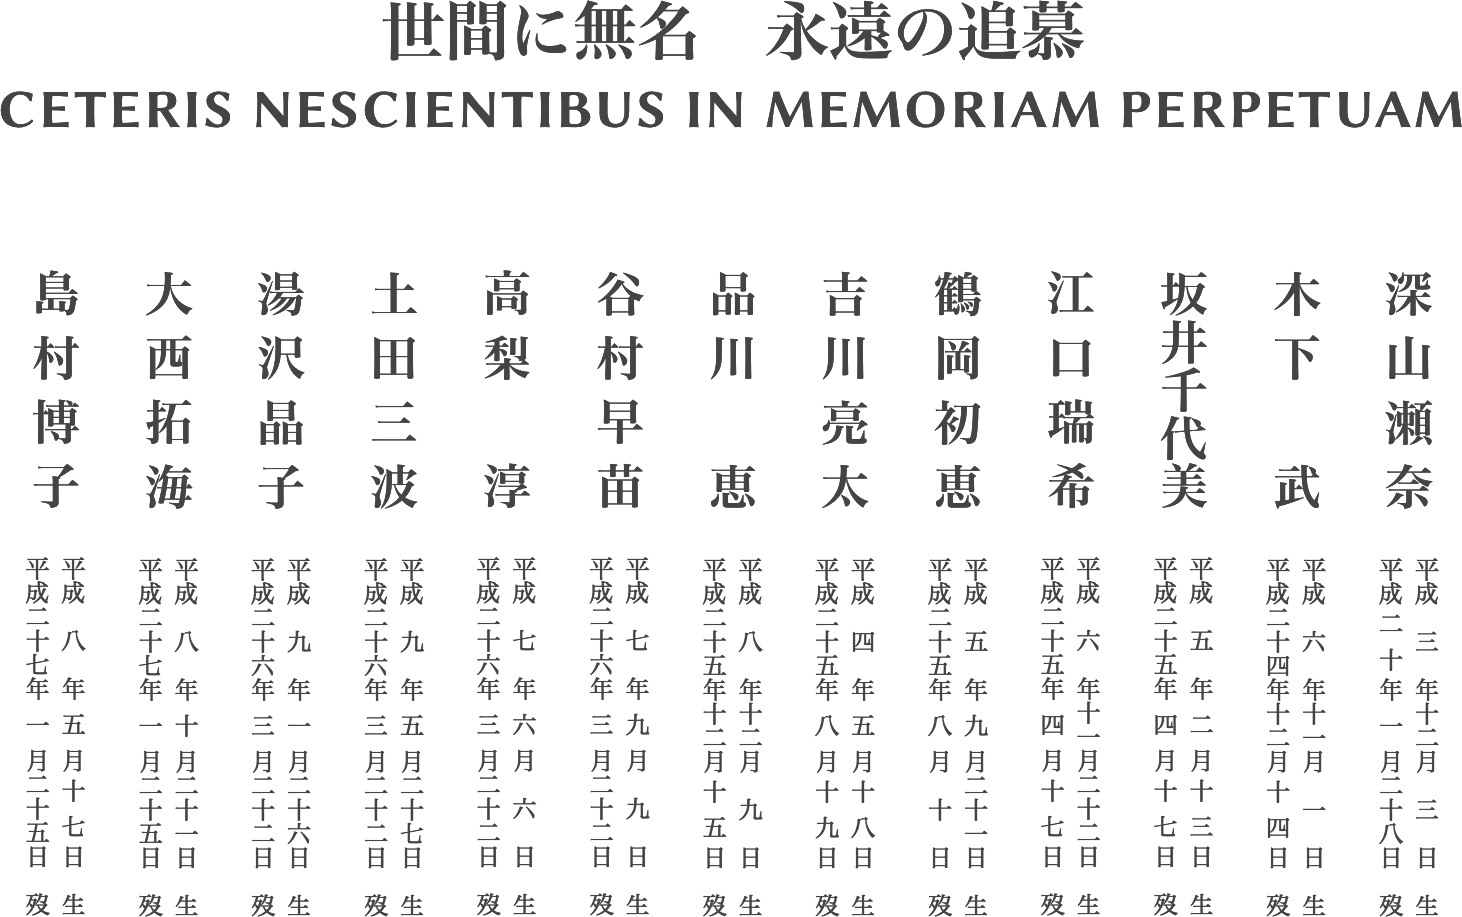 世間に無名　永遠の追慕
CETERIS NESCIENTIBUS IN MEMORIAM PERPETUAM
深山瀬奈
平成三年十二月三日生
平成二十年一月二十八日歿
木下武
平成六年十一月一日生
平成二十四年十二月十四日歿
坂井千代美
平成五年二月十三日生
平成二十五年四月十七日歿
江口瑞希
平成六年十一月二十二日生
平成二十五年四月十七日歿
鶴岡初恵
平成五年九月二十一日生
平成二十五年八月十日歿
吉川亮太
平成四年五月十八日生
平成二十五年八月十九日歿
品川恵
平成八年十二月九日生
平成二十五年十二月十五日歿
谷村早苗
平成七年九月九日生
平成二十六年三月二十二日歿
高梨淳
平成七年六月六日生
平成二十六年三月二十二日歿
土田三波
平成九年五月二十七日生
平成二十六年三月二十二日歿
湯沢晶子
平成九年一月二十六日生
平成二十六年三月二十二日歿
大西拓海
平成八年十月二十一日生
平成二十七年一月二十五日歿
島村博子
平成八年五月十七日生
平成二十七年一月二十五日歿